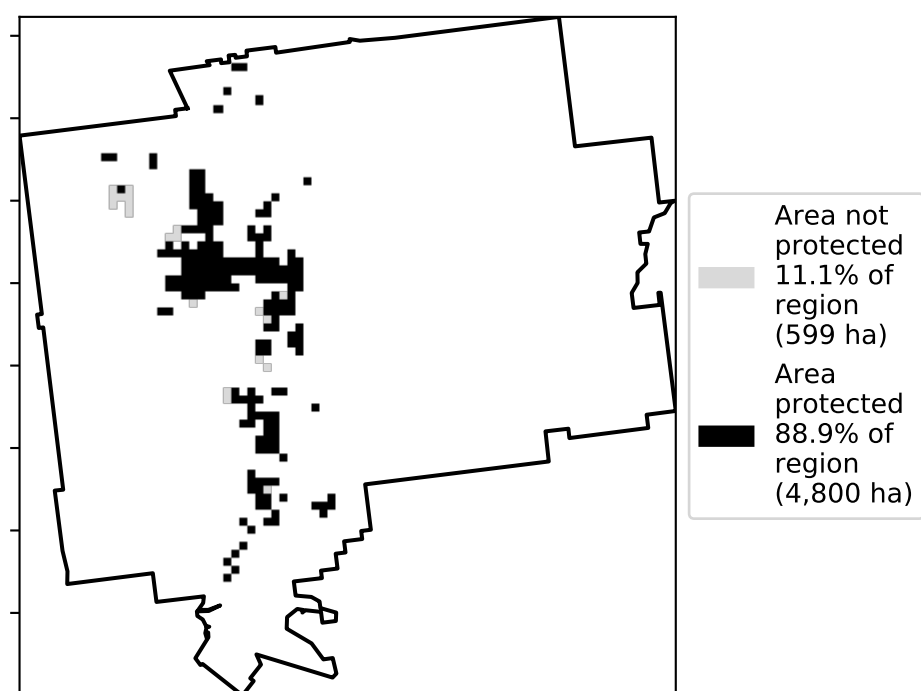 Area not
protected
11.1% of
region
(599 ha)
Area
protected
88.9% of
region
(4,800 ha)